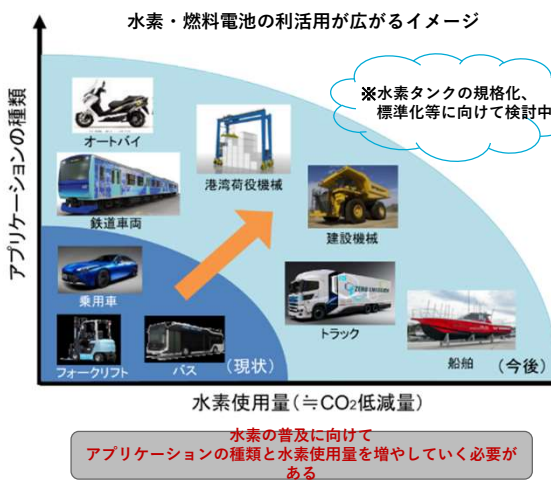 水素・燃料電池の利活用が広がるイメージ
※水素タンクの規格化、
標準化等に向けて検討中
アプリケーションの種類
オートバイ
港湾荷役機械
鉄道車両
建設機械
乗用車
ZERO EMISSION
トラック
フォークリフト
バス
(現状)
船舶
(今後)
水素使用量(≒CO₂低減量)
水素の普及に向けて
アプリケーションの種類と水素使用量を増やしていく必要が
ある